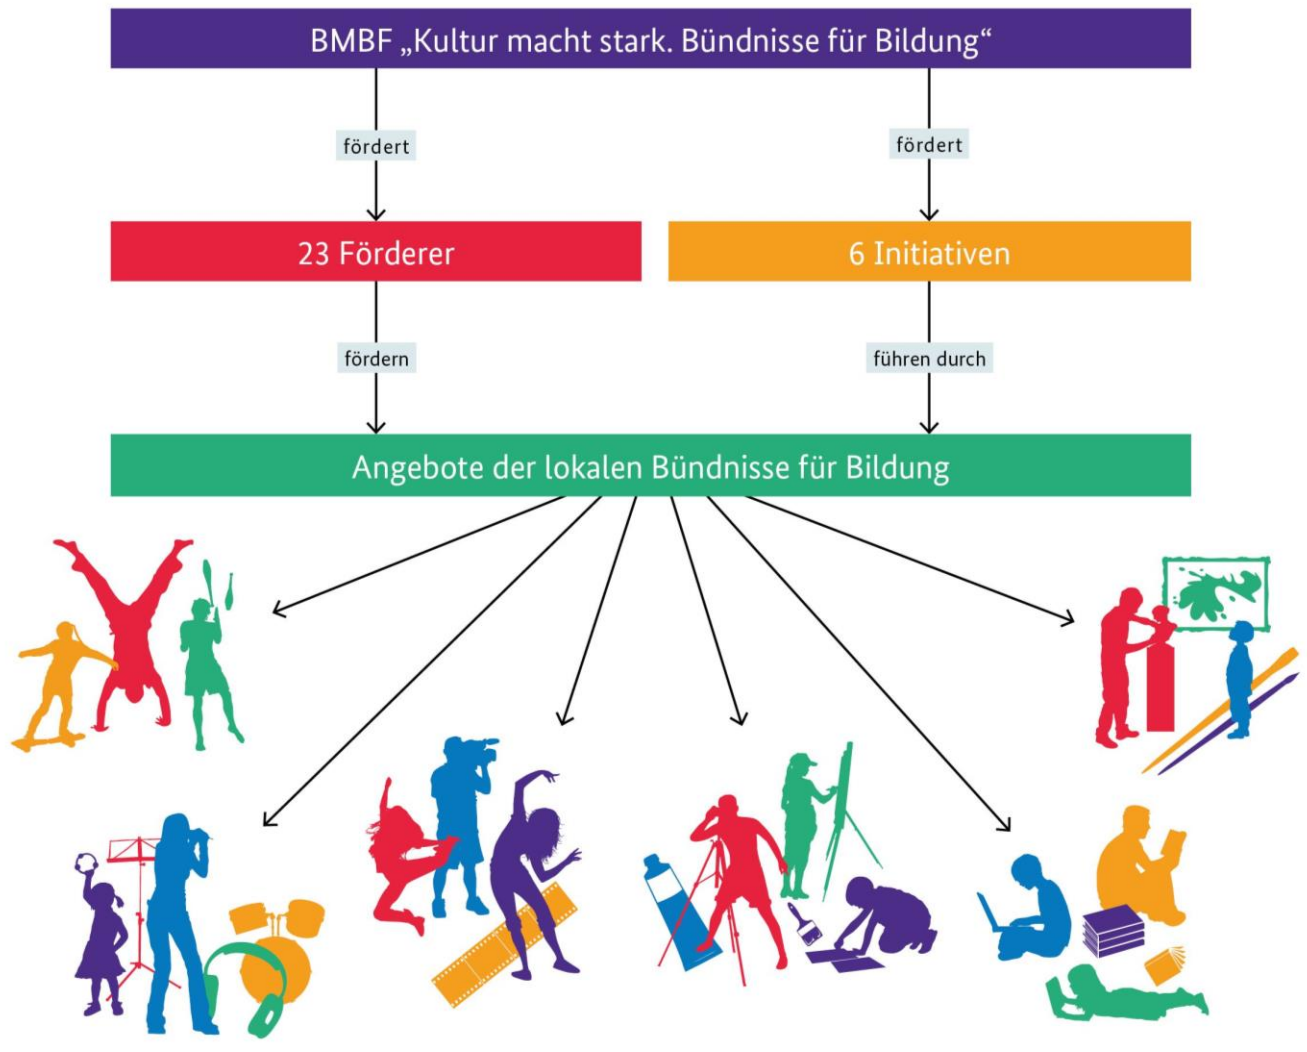 BMBF „Kultur macht stark. Bündnisse für Bildung“
fördert
fördert
23 Förderer
6 Initiativen
fördern
führen durch
Angebote der lokalen Bündnisse für Bildung